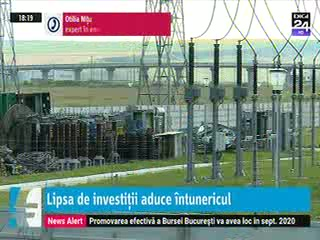 18:19
Otilia Nițu
expert în
DIGI 24
HD
Lipsa de investiții aduce întunericul
News Alert
Promovarea efectivă a Bursei București va avea loc în sept. 2020